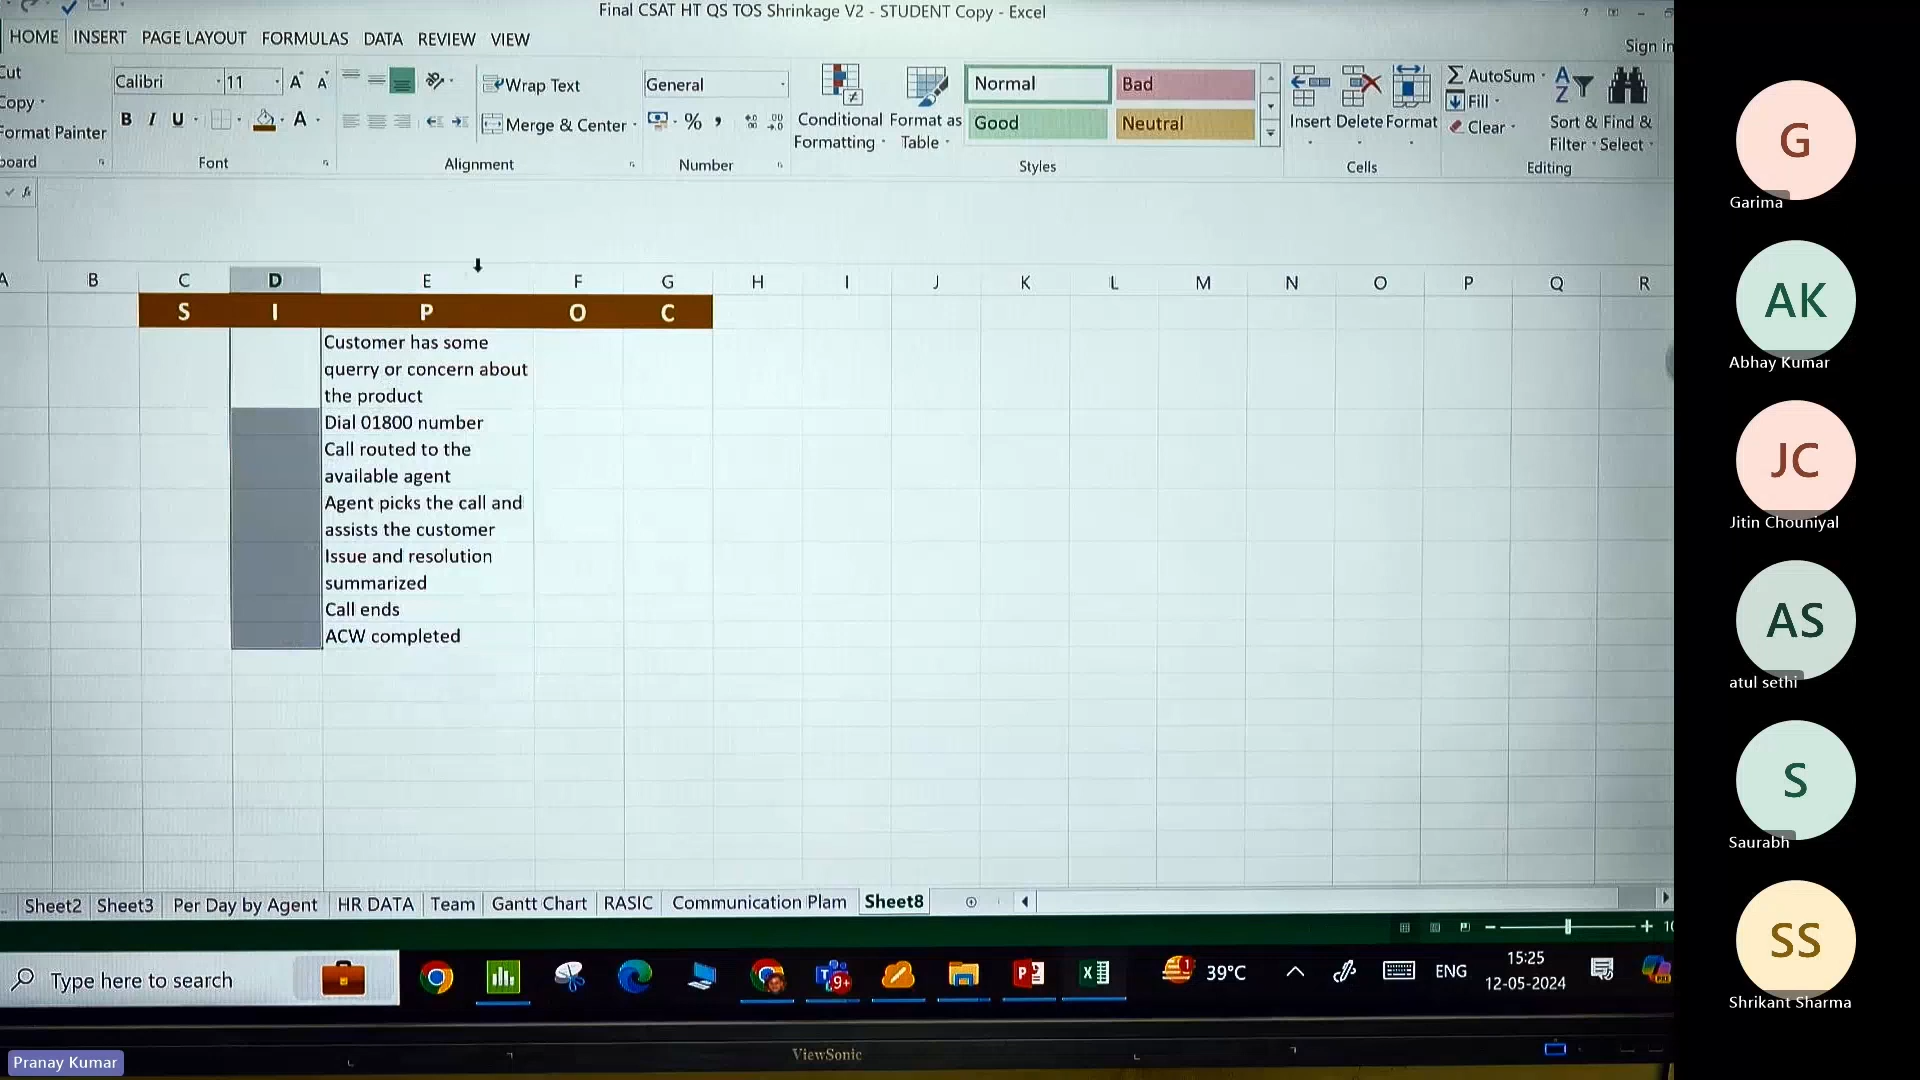 Final CSAT HT QS TOS Shrinkage V2 - STUDENT Copy - Excel
?
HOME INSERT PAGE LAYOUT FORMULAS DATA REVIEW VIEW
Sign in
Cut
Copy
Format Painter
board
Calibri 11
B I U
Font
Wrap Text
Merge & Center
Alignment
General
%
Number
Conditional
Formatting
Format as
Table
Normal Bad
Good Neutral
Styles
Insert Delete Format
Cells
AutoSum
Fill
Clear
Sort &
Filter
Find &
Select
Editing
fx
A B C D E F G H I J K L M N O P Q R
S I P O C
Customer has some
querry or concern about
the product
Dial 01800 number
Call routed to the
available agent
Agent picks the call and
assists the customer
Issue and resolution
summarized
Call ends
ACW completed
Sheet2 Sheet3 Per Day by Agent HR DATA Team Gantt Chart RASIC Communication Plam Sheet8
Type here to search
9+
1
39°C
ENG
15:25
12-05-2024
ViewSonic
Pranay Kumar
G
Garima
AK
Abhay Kumar
JC
Jitin Chouniyal
AS
atul sethi
S
Saurabh
SS
Shrikant Sharma